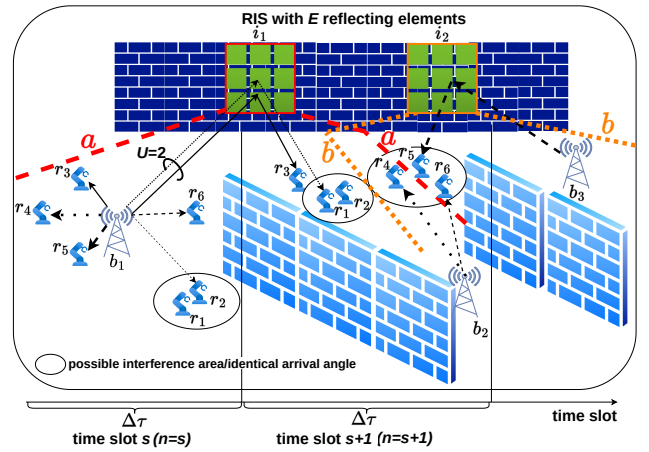 RIS with E reflecting elements
i₁ i₂
a b
a
U=2
b
r₃ r₃ r₄ r₅ r₆
r₄ r₆ r₁ r₂ b₃
r₅ b₁
r₂ b₂
r₁
possible interference area/identical arrival angle
Δτ Δτ time slot
time slot s (n=s) time slot s+1 (n=s+1)